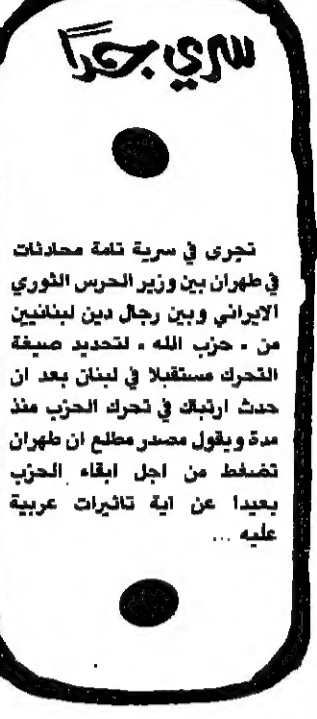 سري جداً
تجرى في سرية تامة محادثات
في طهران بين وزير الحرس الثوري
الايراني وبين رجال دين لبنانيين
من « حزب الله » لتحديد صيغة
التحرك مستقبلا في لبنان بعد ان
حدث ارتباك في تحرك الحزب منذ
مدة ويقول مصدر مطلع ان طهران
تضغط من اجل ابقاء الحزب
بعيدا عن اية تاثيرات عربية
عليه ...